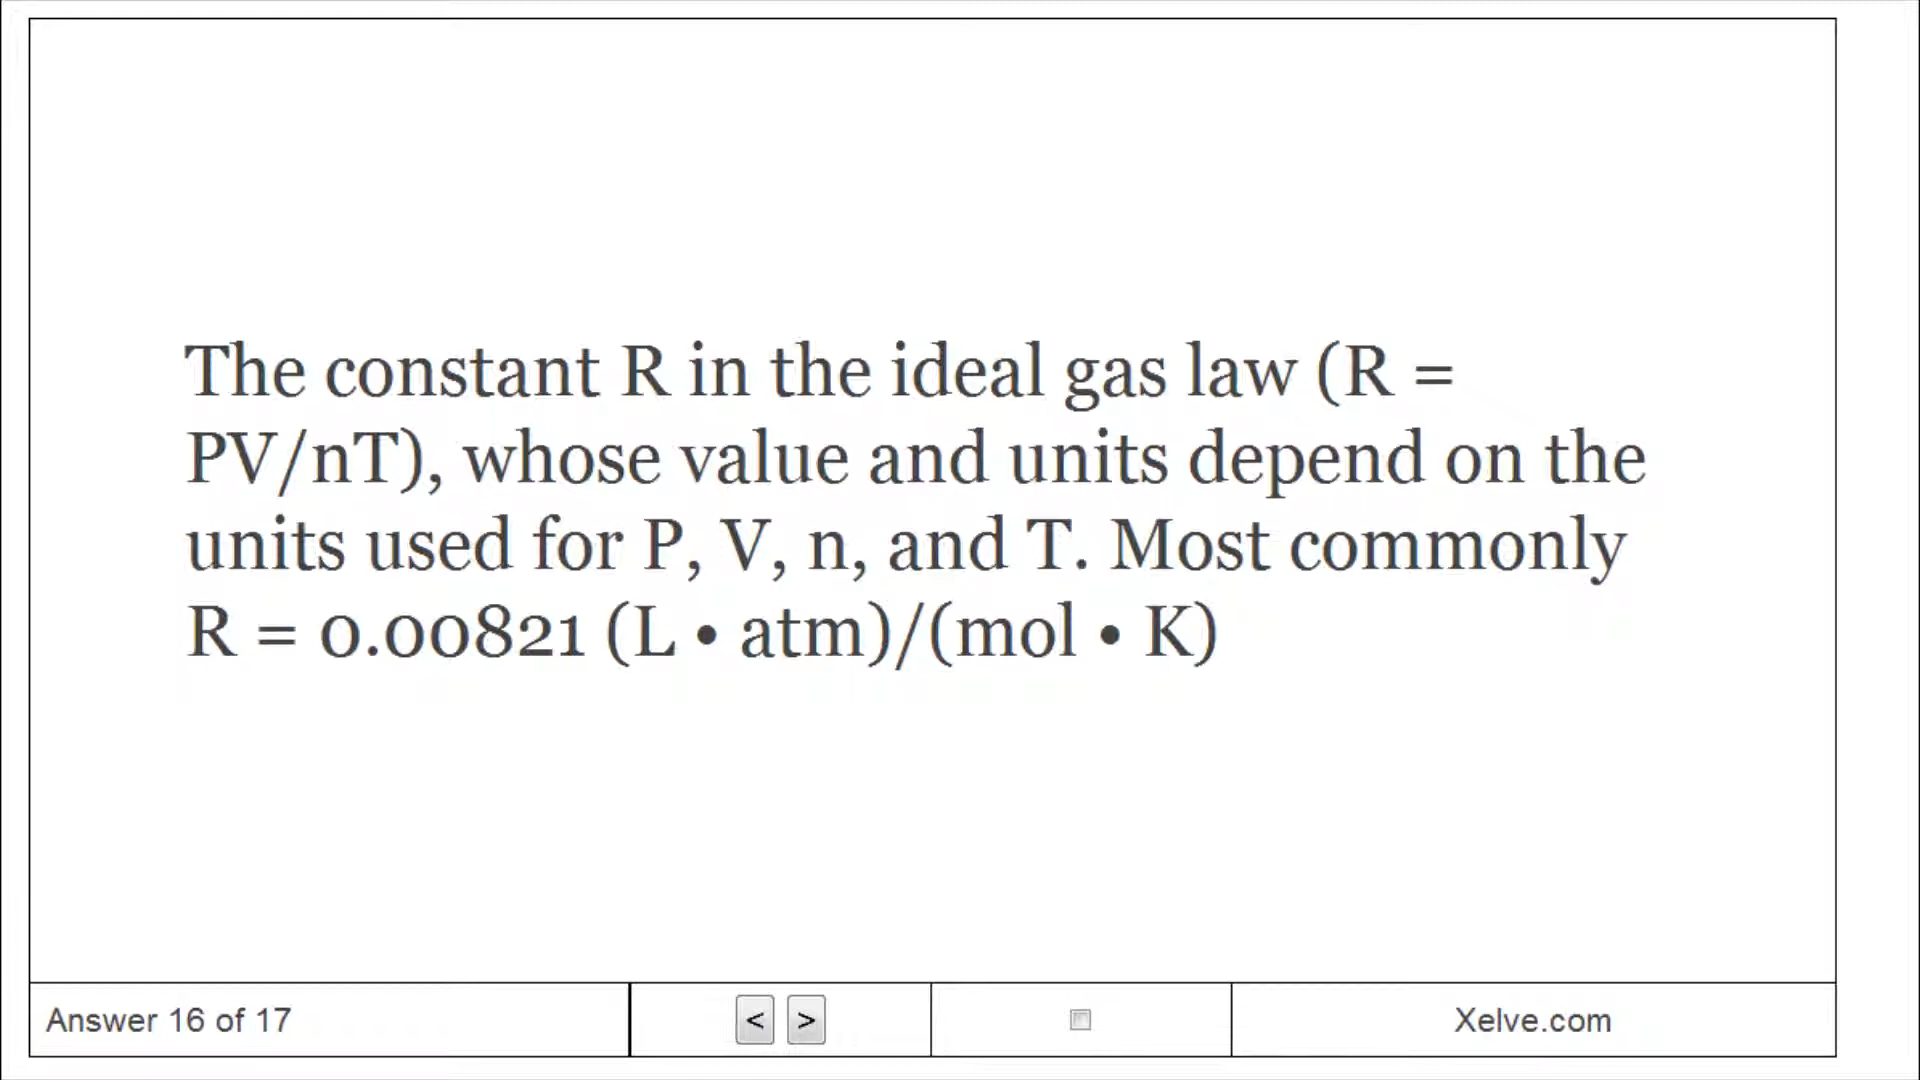 The constant R in the ideal gas law (R =
PV/nT), whose value and units depend on the
units used for P, V, n, and T. Most commonly
R = 0.00821 (L • atm)/(mol • K)
Answer 16 of 17
< >
Xelve.com